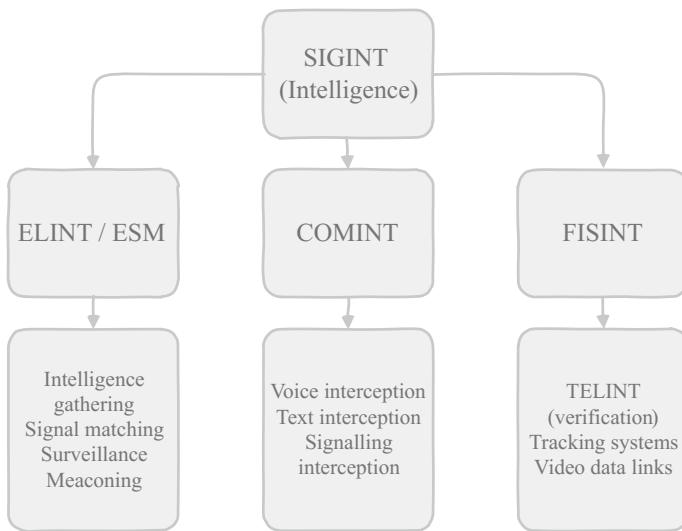 SIGINT
(Intelligence)
ELINT / ESM
COMINT
FISINT
Intelligence
gathering
Signal matching
Surveillance
Meaconing
Voice interception
Text interception
Signalling
interception
TELINT
(verification)
Tracking systems
Video data links